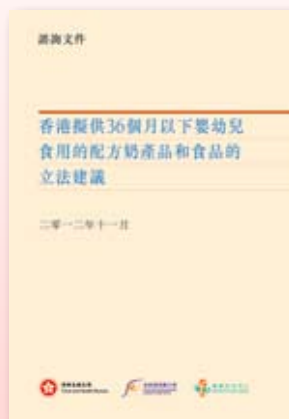 諮詢文件
香港擬供36個月以下嬰幼兒
食用的配方奶產品和食品的
立法建議
二零一二年十一月